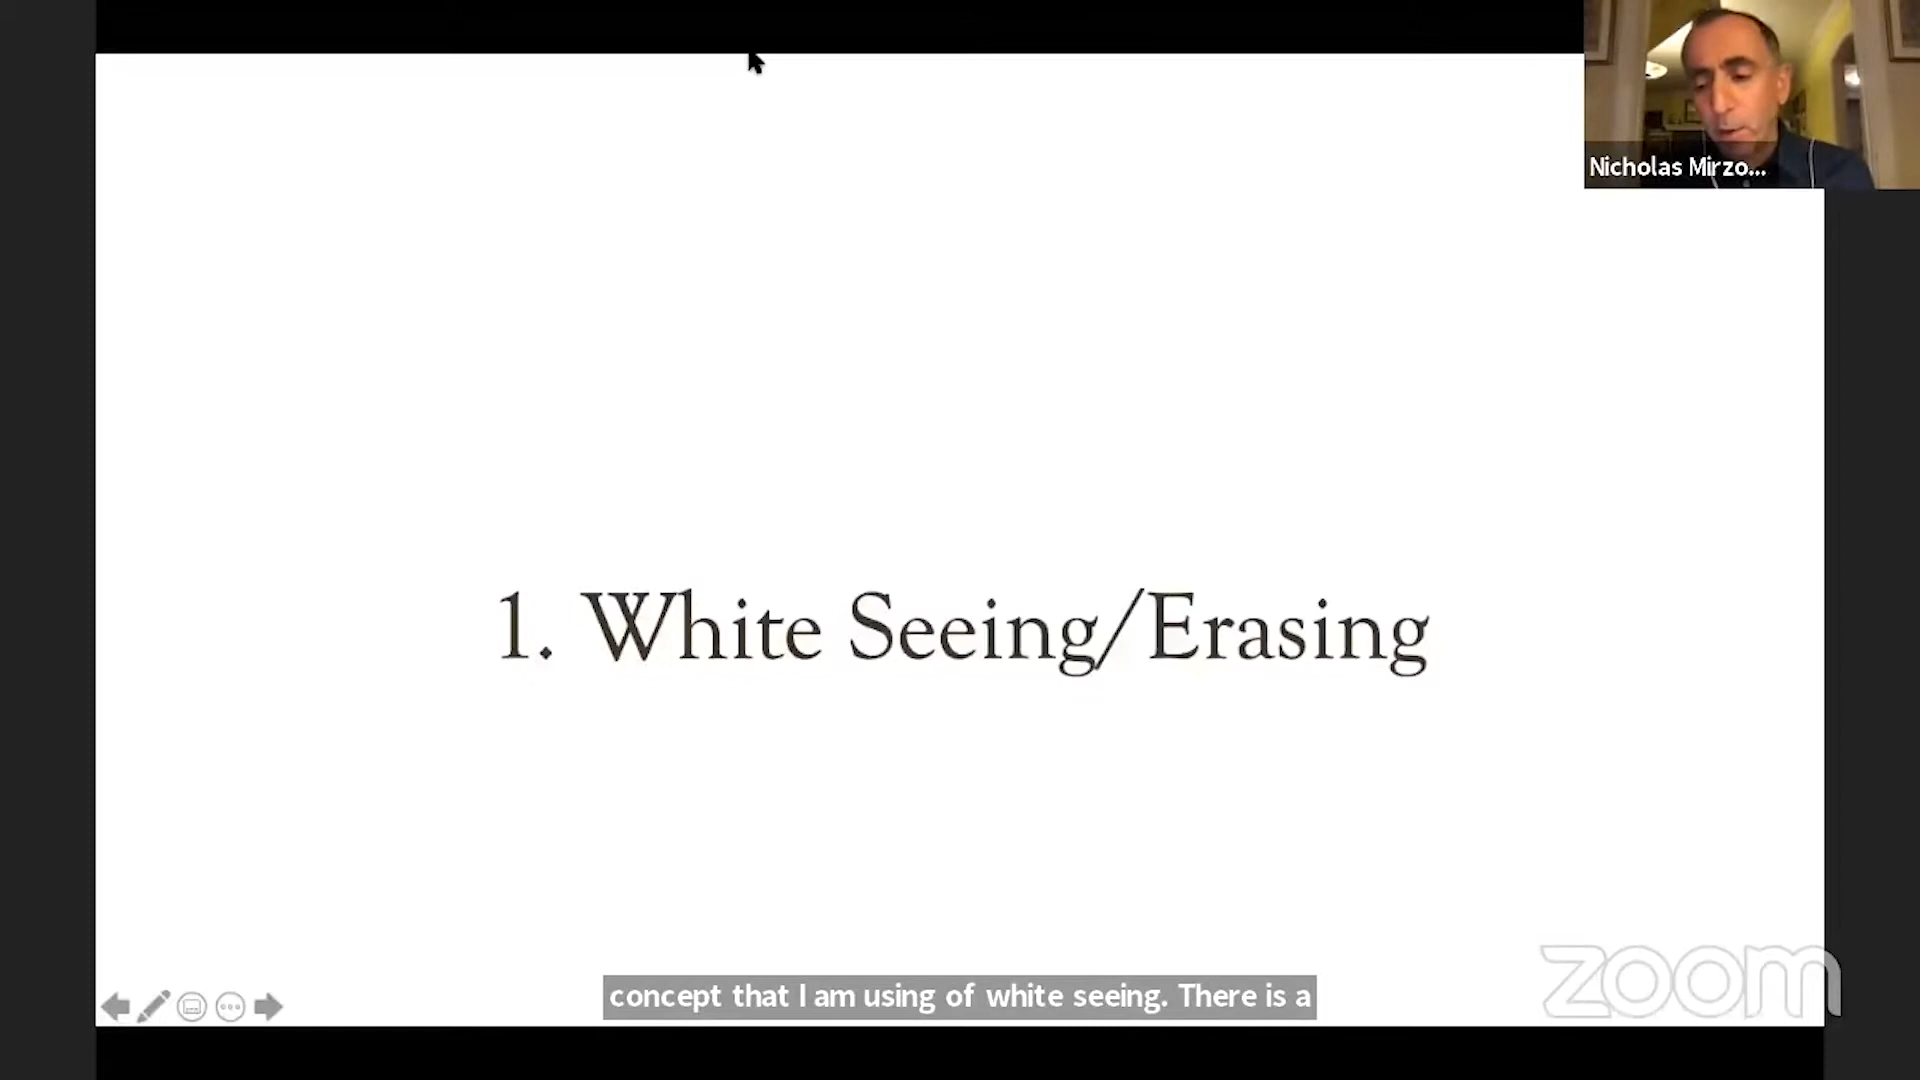 Nicholas Mirzo...
1. White Seeing/Erasing
concept that I am using of white seeing. There is a
zoom